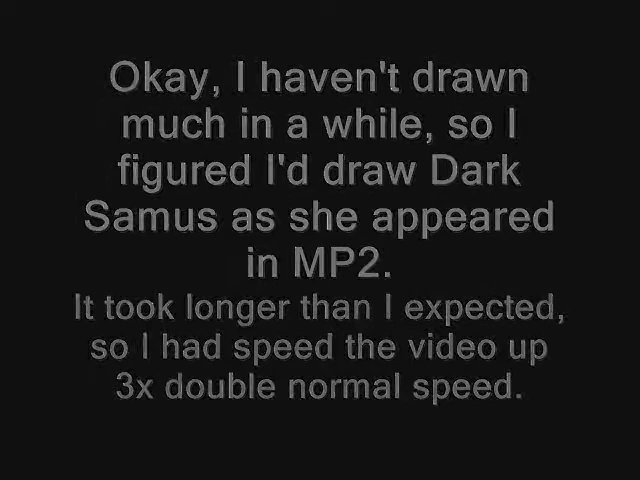 Okay, I haven't drawn
much in a while, so I
figured I'd draw Dark
Samus as she appeared
in MP2.
It took longer than I expected,
so I had speed the video up
3x double normal speed.